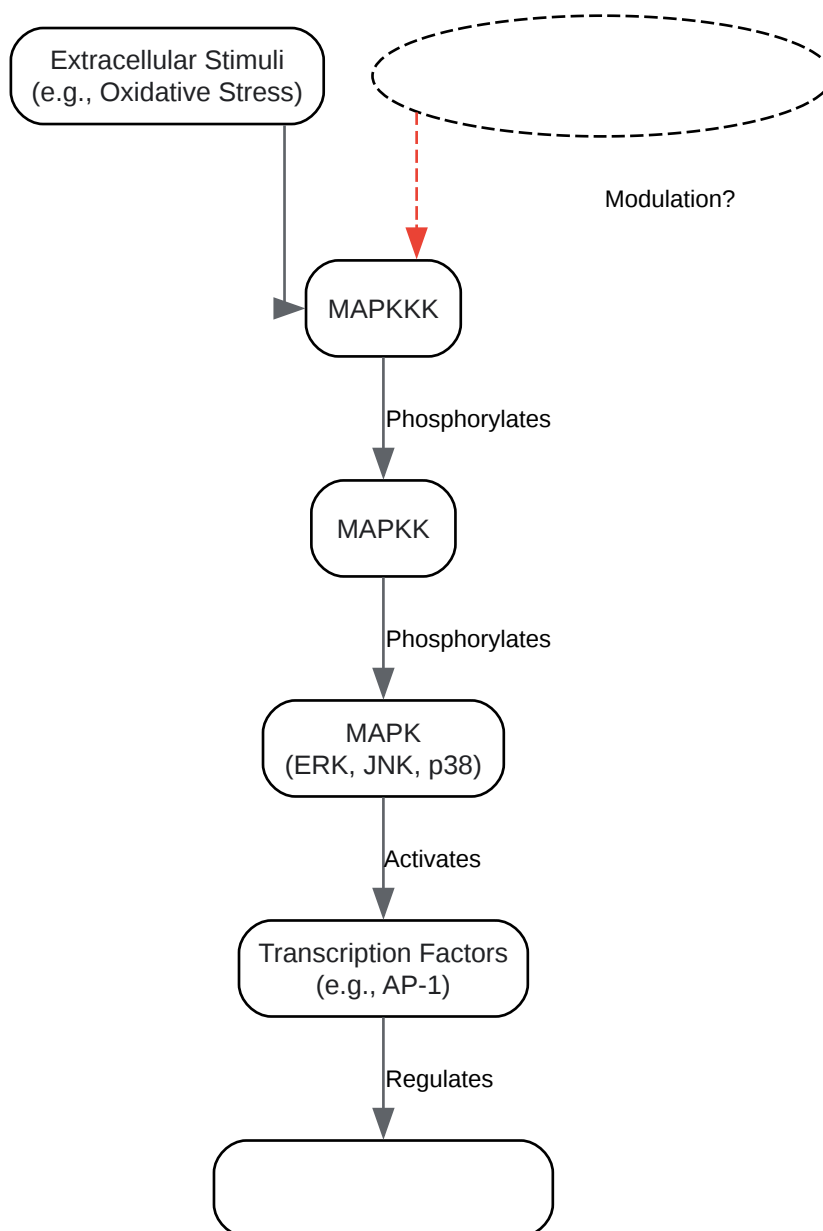 Extracellular Stimuli
(e.g., Oxidative Stress)
Modulation?
MAPKKK
Phosphorylates
MAPKK
Phosphorylates
MAPK
(ERK, JNK, p38)
Activates
Transcription Factors
(e.g., AP-1)
Regulates